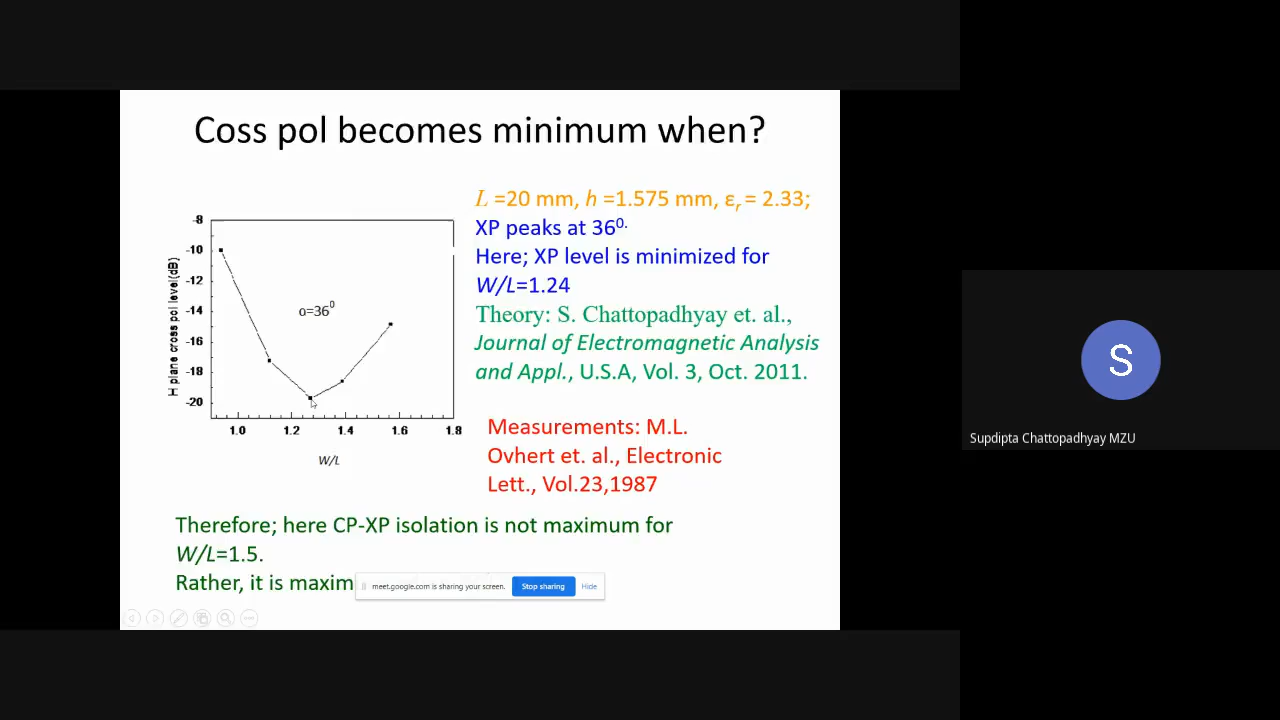 Coss pol becomes minimum when?
L =20 mm, h =1.575 mm, εr = 2.33;
XP peaks at 36⁰.
Here; XP level is minimized for
W/L=1.24
Theory: S. Chattopadhyay et. al.,
Journal of Electromagnetic Analysis
and Appl., U.S.A, Vol. 3, Oct. 2011.
Measurements: M.L.
Ovhert et. al., Electronic
Lett., Vol.23,1987
H plane cross pol level(dB)
-8
-10
-12
-14
-16
-18
-20
o=36⁰
1.0 1.2 1.4 1.6 1.8
W/L
Therefore; here CP-XP isolation is not maximum for
W/L=1.5.
Rather, it is maxim
meet.google.com is sharing your screen. Stop sharing Hide
S
Supdipta Chattopadhyay MZU